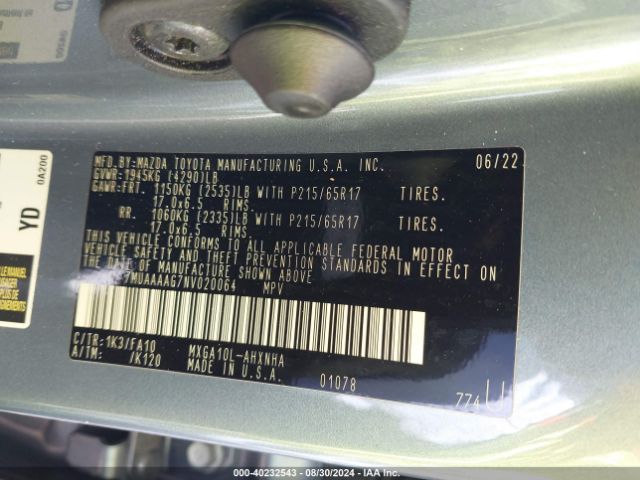 MFD.BY:MAZDA TOYOTA MANUFACTURING U.S.A. INC. 06/22
GVWR:1945KG (4290)LB
GAWR:FRT. 1150KG (2535)LB WITH P215/65R17 TIRES.
17.0x6.5 RIMS.
RR. 1060KG (2335)LB WITH P215/65R17 TIRES.
17.0x6.5 RIMS.
THIS VEHICLE CONFORMS TO ALL APPLICABLE FEDERAL MOTOR
VEHICLE SAFETY AND THEFT PREVENTION STANDARDS IN EFFECT ON
THE DATE OF MANUFACTURE SHOWN ABOVE
MUAAAAG7NV020064 MPV
C/TR:1K3/FA10 MXGA10L-AHXNHA
A/TM: /K120 MADE IN U.S.A.
01078
774U
0A200
YD
YD
000-40232543 - 08/30/2024 - IAA Inc.